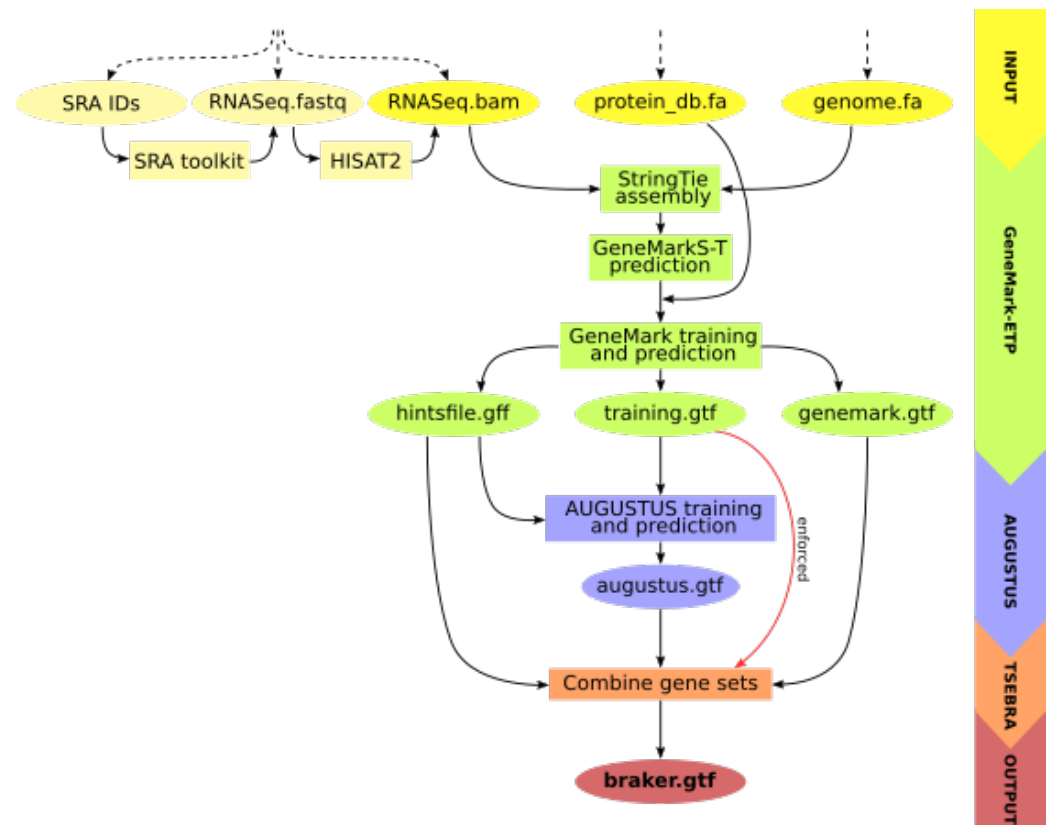 SRA IDs
RNASeq.fastq
RNASeq.bam
protein_db.fa
genome.fa
SRA toolkit
HISAT2
StringTie
assembly
GeneMarkS-T
prediction
GeneMark training
and prediction
hintsfile.gff
training.gtf
genemark.gtf
AUGUSTUS training
and prediction
enforced
augustus.gtf
Combine gene sets
braker.gtf
INPUT
GeneMark-ETP
AUGUSTUS
TSEBRA
OUTPUT